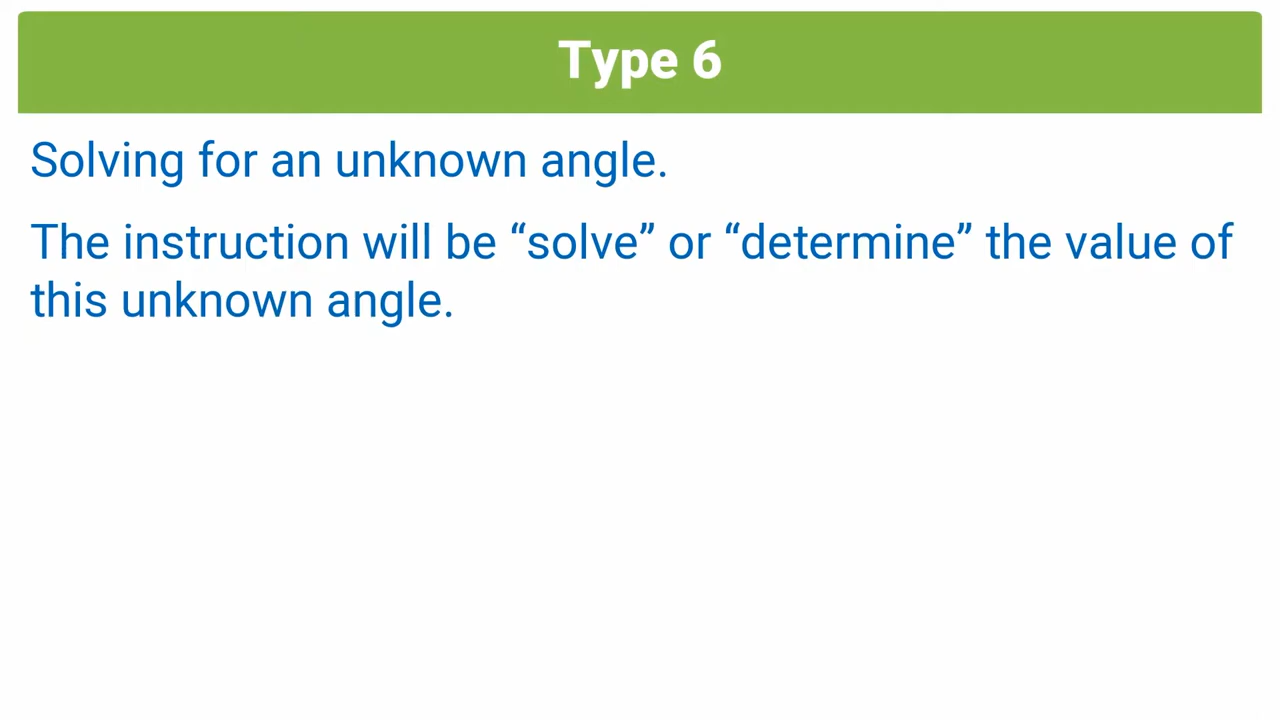 Type 6
Solving for an unknown angle.
The instruction will be “solve” or “determine” the value of
this unknown angle.